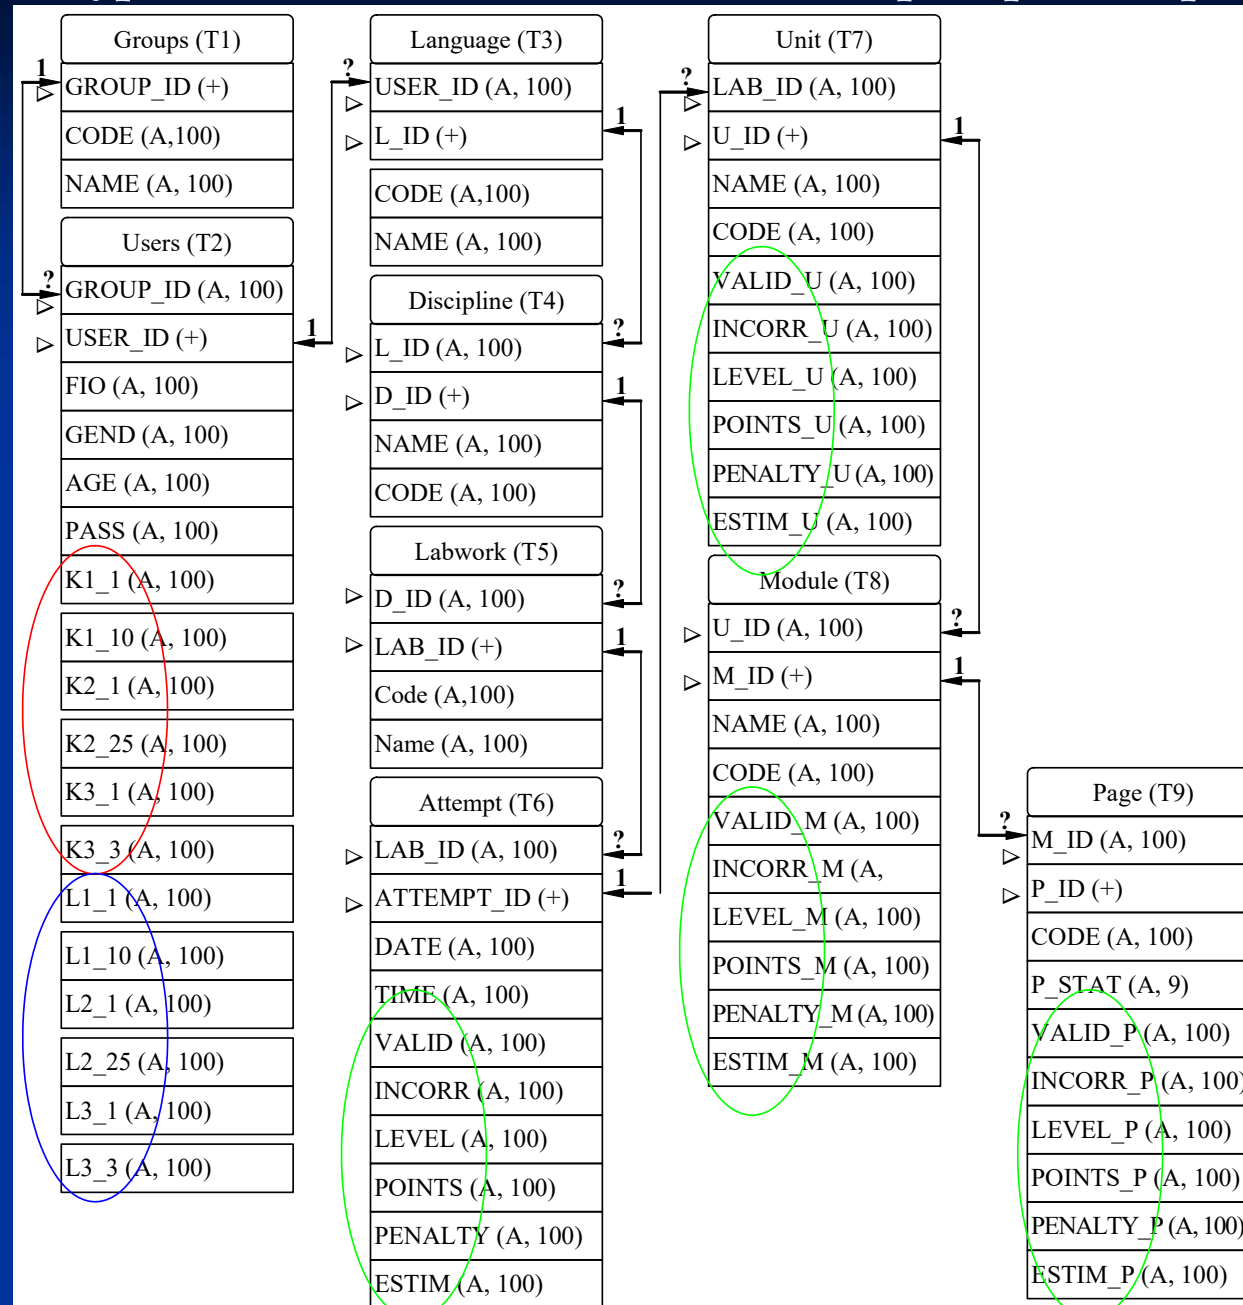 Groups (T1)
1
GROUP_ID (+)
CODE (A,100)
NAME (A, 100)
Users (T2)
?
GROUP_ID (A, 100)
USER_ID (+)
1
FIO (A, 100)
GEND (A, 100)
AGE (A, 100)
PASS (A, 100)
K1_1 (A, 100)
K1_10 (A, 100)
K2_1 (A, 100)
K2_25 (A, 100)
K3_1 (A, 100)
K3_3 (A, 100)
L1_1 (A, 100)
L1_10 (A, 100)
L2_1 (A, 100)
L2_25 (A, 100)
L3_1 (A, 100)
L3_3 (A, 100)
Language (T3)
?
USER_ID (A, 100)
L_ID (+)
1
CODE (A,100)
NAME (A, 100)
Discipline (T4)
L_ID (A, 100)
?
D_ID (+)
1
NAME (A, 100)
CODE (A, 100)
Labwork (T5)
D_ID (A, 100)
?
LAB_ID (+)
1
Code (A,100)
Name (A, 100)
Attempt (T6)
LAB_ID (A, 100)
?
ATTEMPT_ID (+)
1
DATE (A, 100)
TIME (A, 100)
VALID (A, 100)
INCORR (A, 100)
LEVEL (A, 100)
POINTS (A, 100)
PENALTY (A, 100)
ESTIM (A, 100)
Unit (T7)
?
LAB_ID (A, 100)
U_ID (+)
1
NAME (A, 100)
CODE (A, 100)
VALID_U (A, 100)
INCORR_U (A, 100)
LEVEL_U (A, 100)
POINTS_U (A, 100)
PENALTY_U (A, 100)
ESTIM_U (A, 100)
Module (T8)
U_ID (A, 100)
?
M_ID (+)
1
NAME (A, 100)
CODE (A, 100)
VALID_M (A, 100)
INCORR_M (A,
LEVEL_M (A, 100)
POINTS_M (A, 100)
PENALTY_M (A, 100)
ESTIM_M (A, 100)
Page (T9)
?
M_ID (A, 100)
P_ID (+)
CODE (A, 100)
P_STAT (A, 9)
VALID_P (A, 100)
INCORR_P (A, 100)
LEVEL_P (A, 100)
POINTS_P (A, 100)
PENALTY_P (A, 100)
ESTIM_P (A, 100)